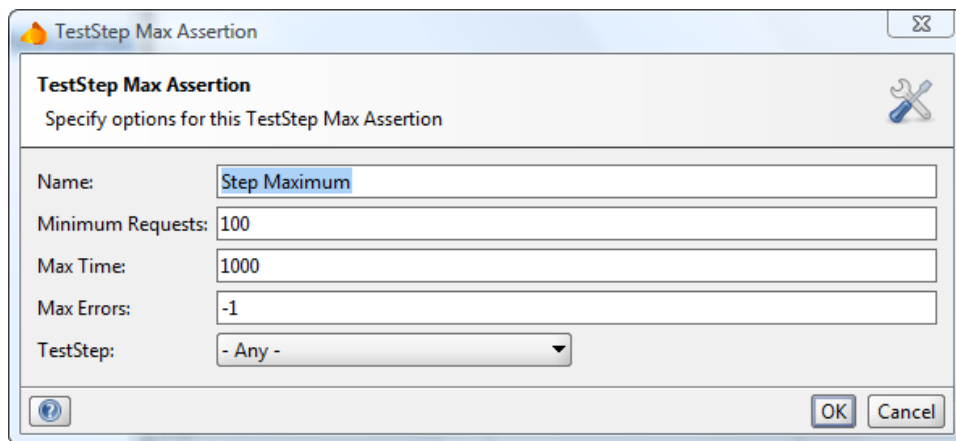 TestStep Max Assertion
TestStep Max Assertion
Specify options for this TestStep Max Assertion
Name: Step Maximum
Minimum Requests: 100
Max Time: 1000
Max Errors: -1
TestStep: - Any -
OK Cancel